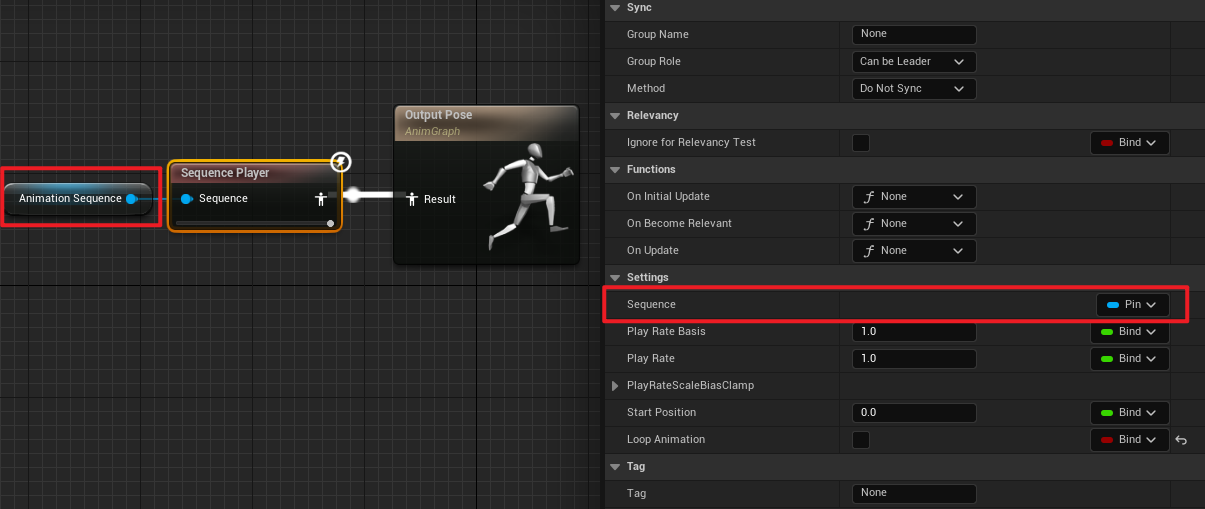 Animation Sequence
Sequence Player
Sequence
Output Pose
AnimGraph
Result
Sync
Group Name None
Group Role Can be Leader
Method Do Not Sync
Relevancy
Ignore for Relevancy Test Bind
Functions
On Initial Update f None
On Become Relevant f None
On Update f None
Settings
Sequence Pin
Play Rate Basis 1.0 Bind
Play Rate 1.0 Bind
PlayRateScaleBiasClamp
Start Position 0.0 Bind
Loop Animation Bind
Tag
Tag None